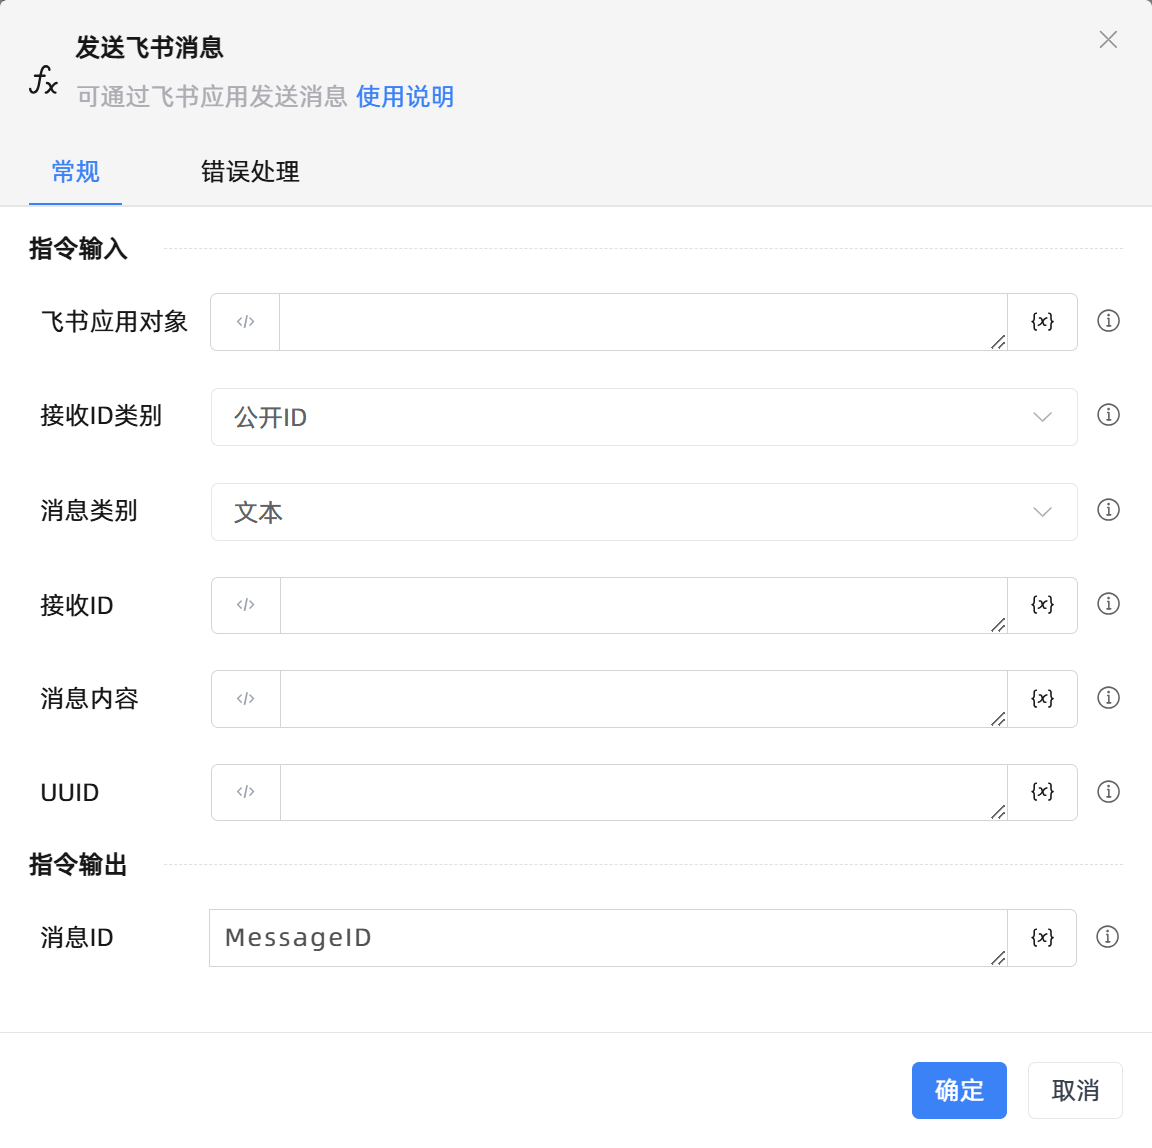 发送飞书消息
fx
可通过飞书应用发送消息 使用说明
常规 错误处理
指令输入
飞书应用对象 </> {x}
接收ID类别 公开ID
消息类别 文本
接收ID </> {x}
消息内容 </> {x}
UUID </> {x}
指令输出
消息ID MessageID {x}
确定 取消